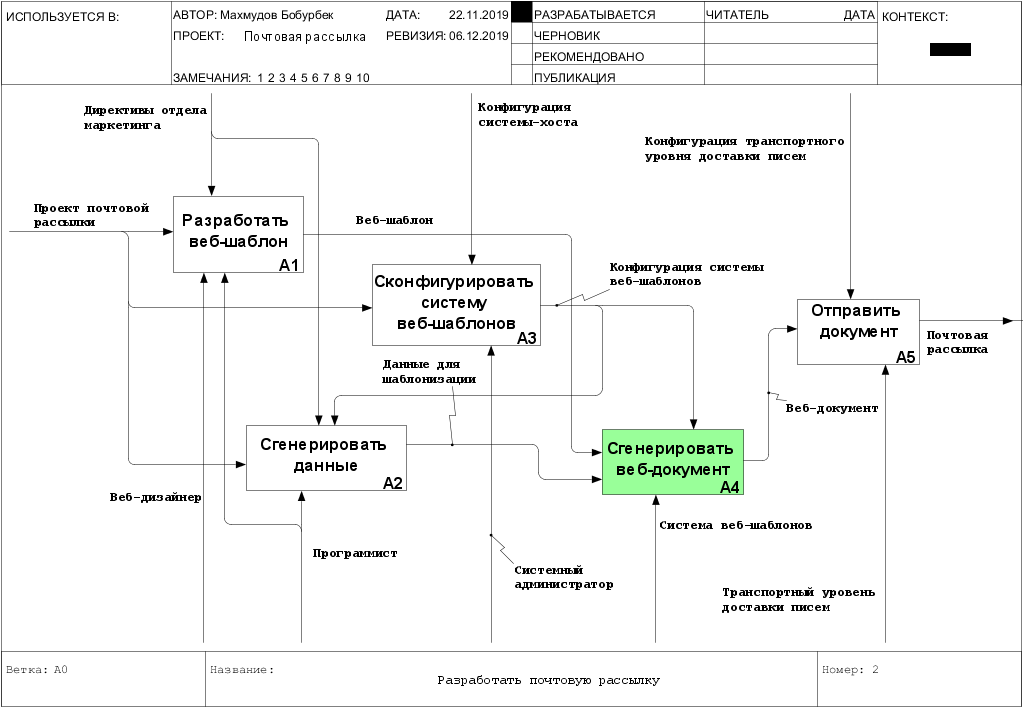 ИСПОЛЬЗУЕТСЯ В:
АВТОР: Махмудов Бобурбек
ДАТА: 22.11.2019
РАЗРАБАТЫВАЕТСЯ
ЧИТАТЕЛЬ
ДАТА
КОНТЕКСТ:
ПРОЕКТ: Почтовая рассылка
РЕВИЗИЯ: 06.12.2019
ЧЕРНОВИК
РЕКОМЕНДОВАНО
ЗАМЕЧАНИЯ: 1 2 3 4 5 6 7 8 9 10
ПУБЛИКАЦИЯ
Директивы отдела
маркетинга
Конфигурация
системы-хоста
Конфигурация транспортного
уровня доставки писем
Проект почтовой
рассылки
Разработать
веб-шаблон
A1
Веб-шаблон
Сконфигурировать
систему
веб-шаблонов
A3
Конфигурация системы
веб-шаблонов
Отправить
документ
A5
Почтовая
рассылка
Данные для
шаблонизации
Веб-документ
Сгенерировать
данные
A2
Сгенерировать
веб-документ
A4
Веб-дизайнер
Программист
Системный
администратор
Система веб-шаблонов
Транспортный уровень
доставки писем
Ветка: A0
Название:
Разработать почтовую рассылку
Номер: 2